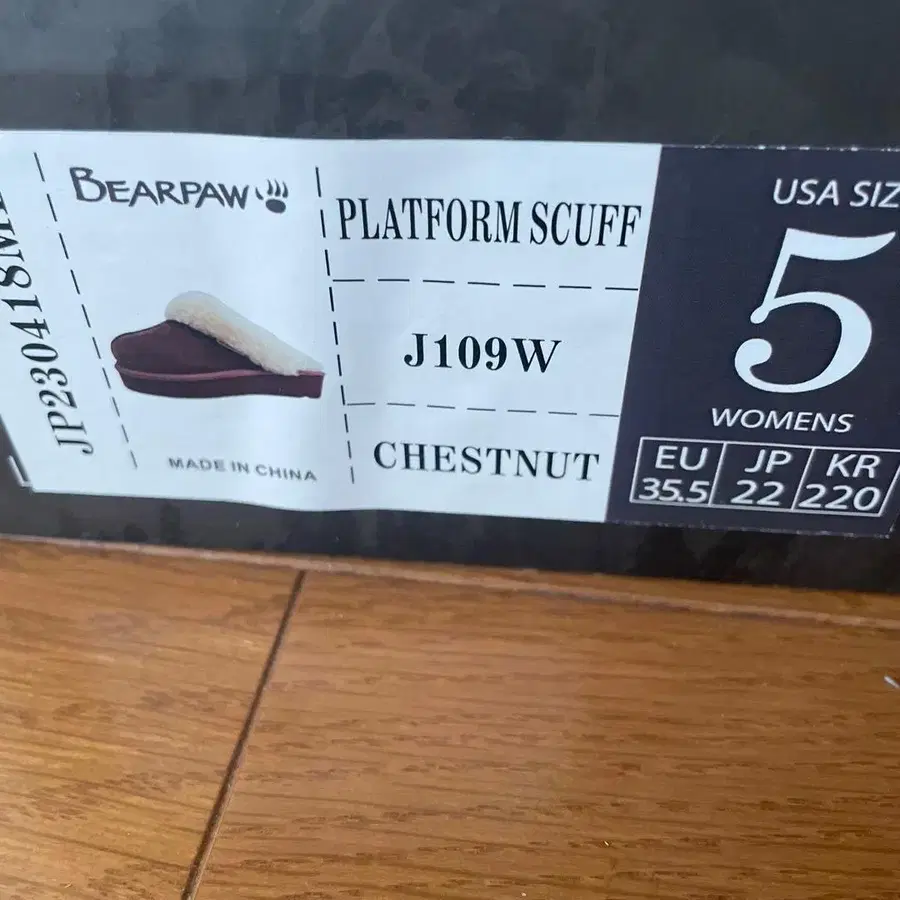 JP230418M
BEARPAW
MADE IN CHINA
PLATFORM SCUFF
J109W
CHESTNUT
USA SIZ
5
WOMENS
EU JP KR
35.5 22 220